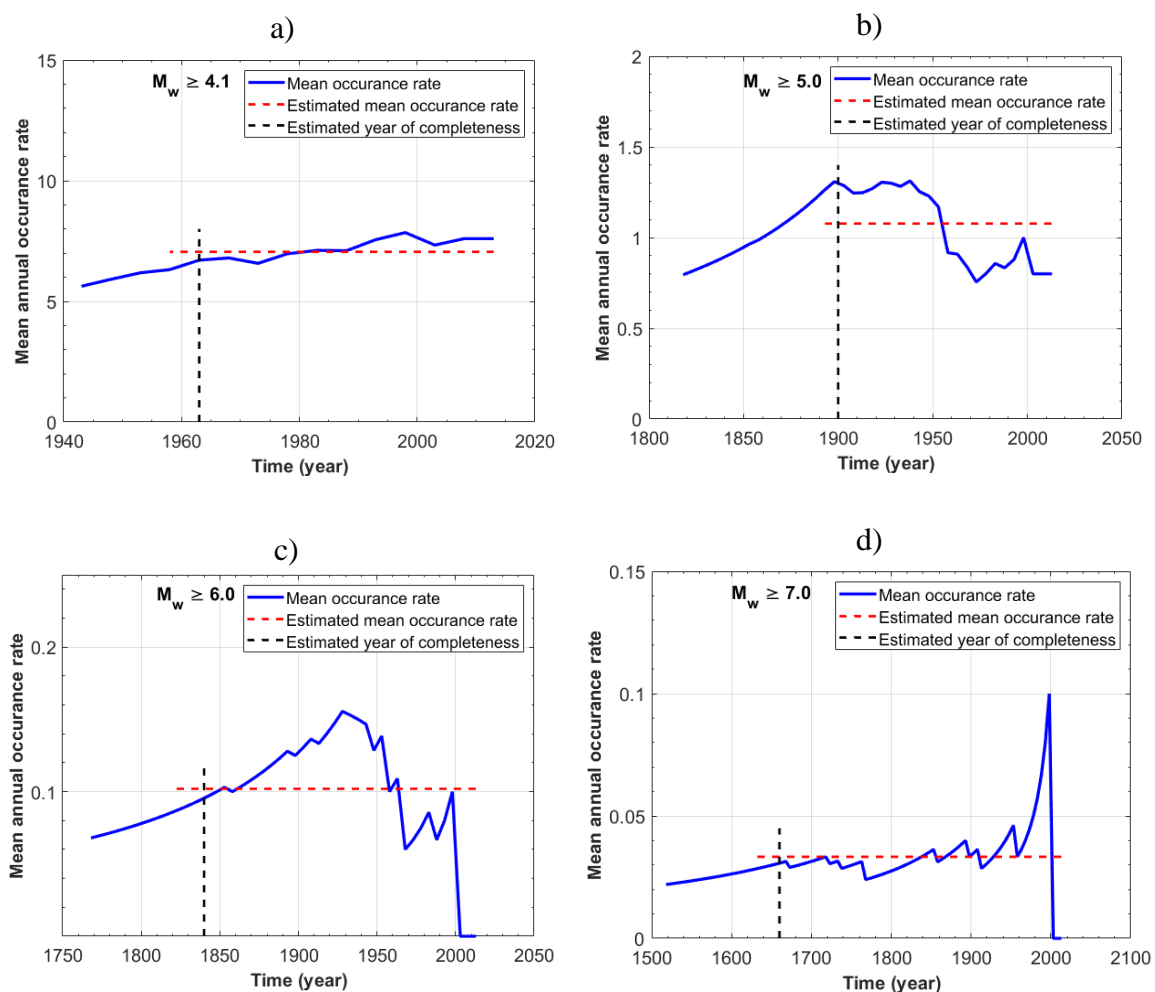 a)
15
10
5
0
1940
1960
1980
2000
2020
Mean annual occurance rate
Time (year)
M_w ≥ 4.1
Mean occurance rate
Estimated mean occurance rate
Estimated year of completeness
b)
2
1.5
1
0.5
0
1800
1850
1900
1950
2000
2050
Mean annual occurance rate
Time (year)
M_w ≥ 5.0
Mean occurance rate
Estimated mean occurance rate
Estimated year of completeness
c)
0.2
0.1
1750
1800
1850
1900
1950
2000
2050
Mean annual occurance rate
Time (year)
M_w ≥ 6.0
Mean occurance rate
Estimated mean occurance rate
Estimated year of completeness
d)
0.15
0.1
0.05
0
1500
1600
1700
1800
1900
2000
2100
Mean annual occurance rate
Time (year)
M_w ≥ 7.0
Mean occurance rate
Estimated mean occurance rate
Estimated year of completeness